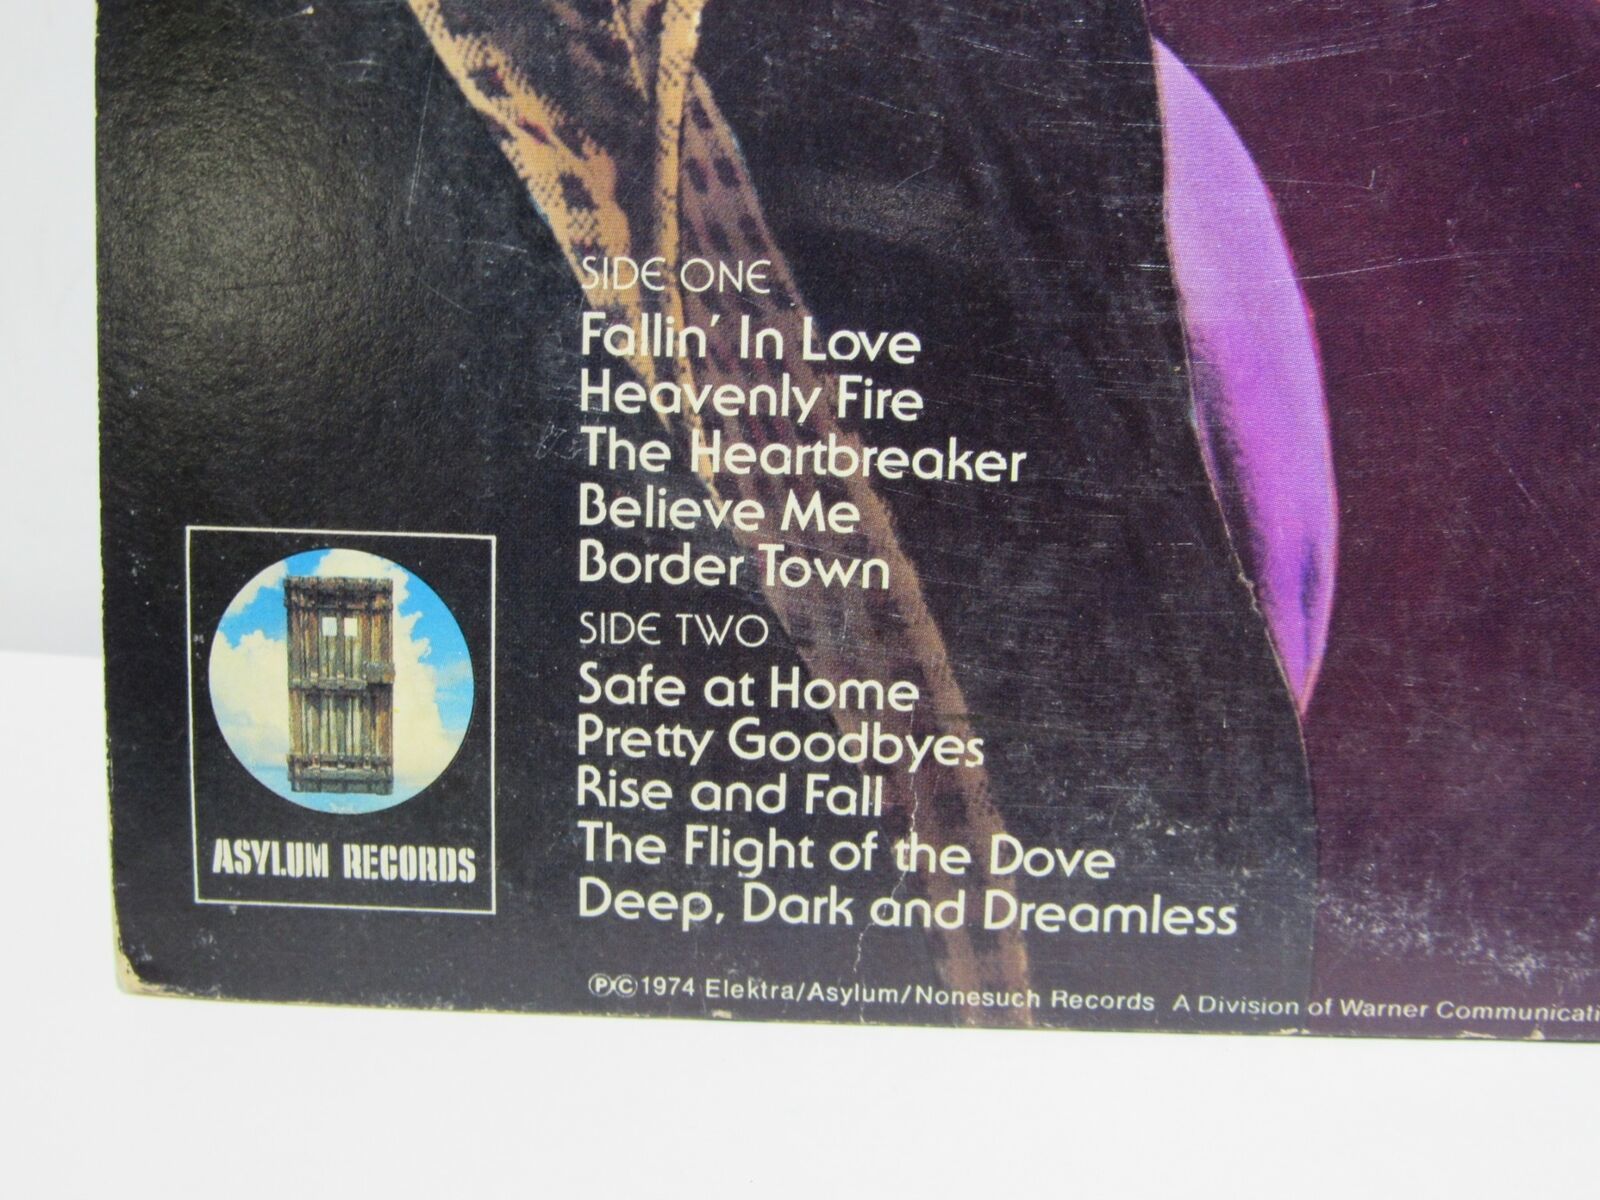 SIDE ONE
Fallin' In Love
Heavenly Fire
The Heartbreaker
Believe Me
Border Town
SIDE TWO
Safe at Home
Pretty Goodbyes
Rise and Fall
The Flight of the Dove
Deep, Dark and Dreamless
ASYLUM RECORDS
ⓅⒸ1974 Elektra/Asylum/Nonesuch Records A Division of Warner Communicati